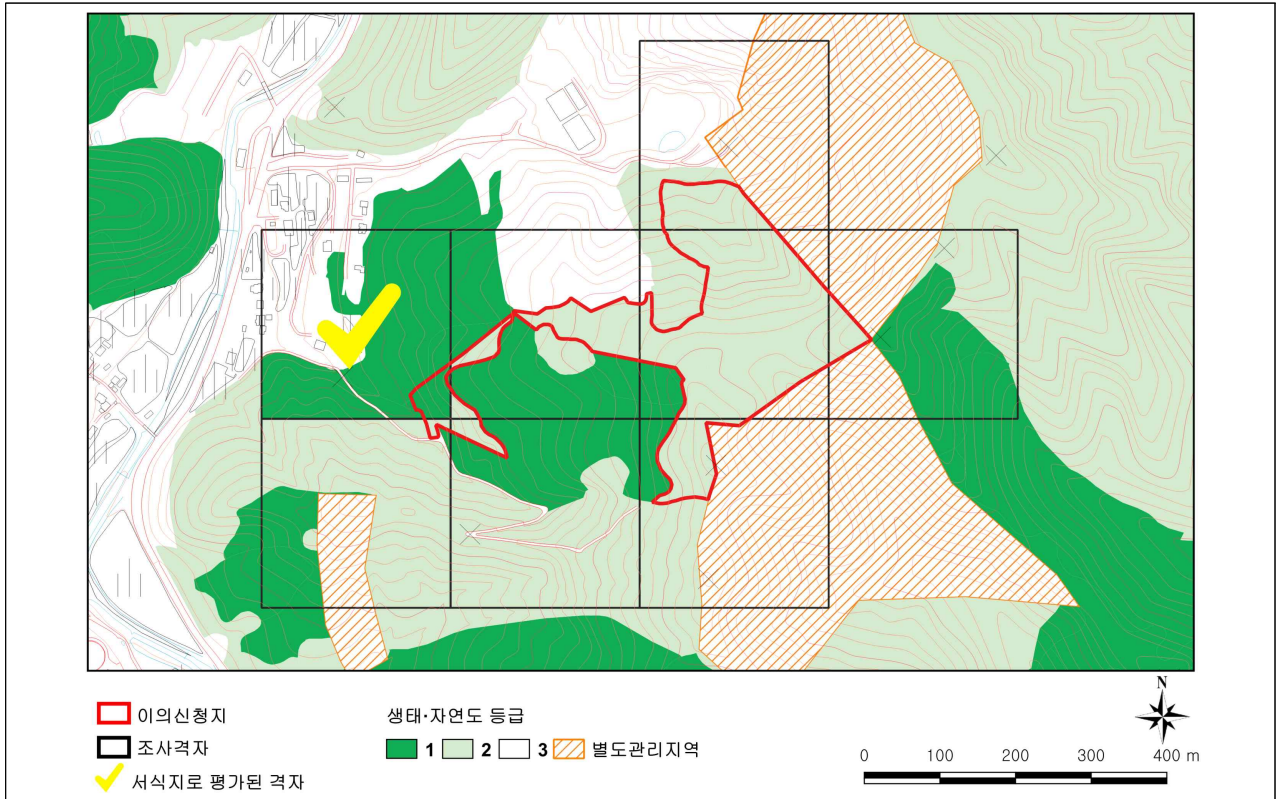 이의신청지
조사격자
서식지로 평가된 격자
생태·자연도 등급
1 2 3 별도관리지역
N
0 100 200 300 400 m